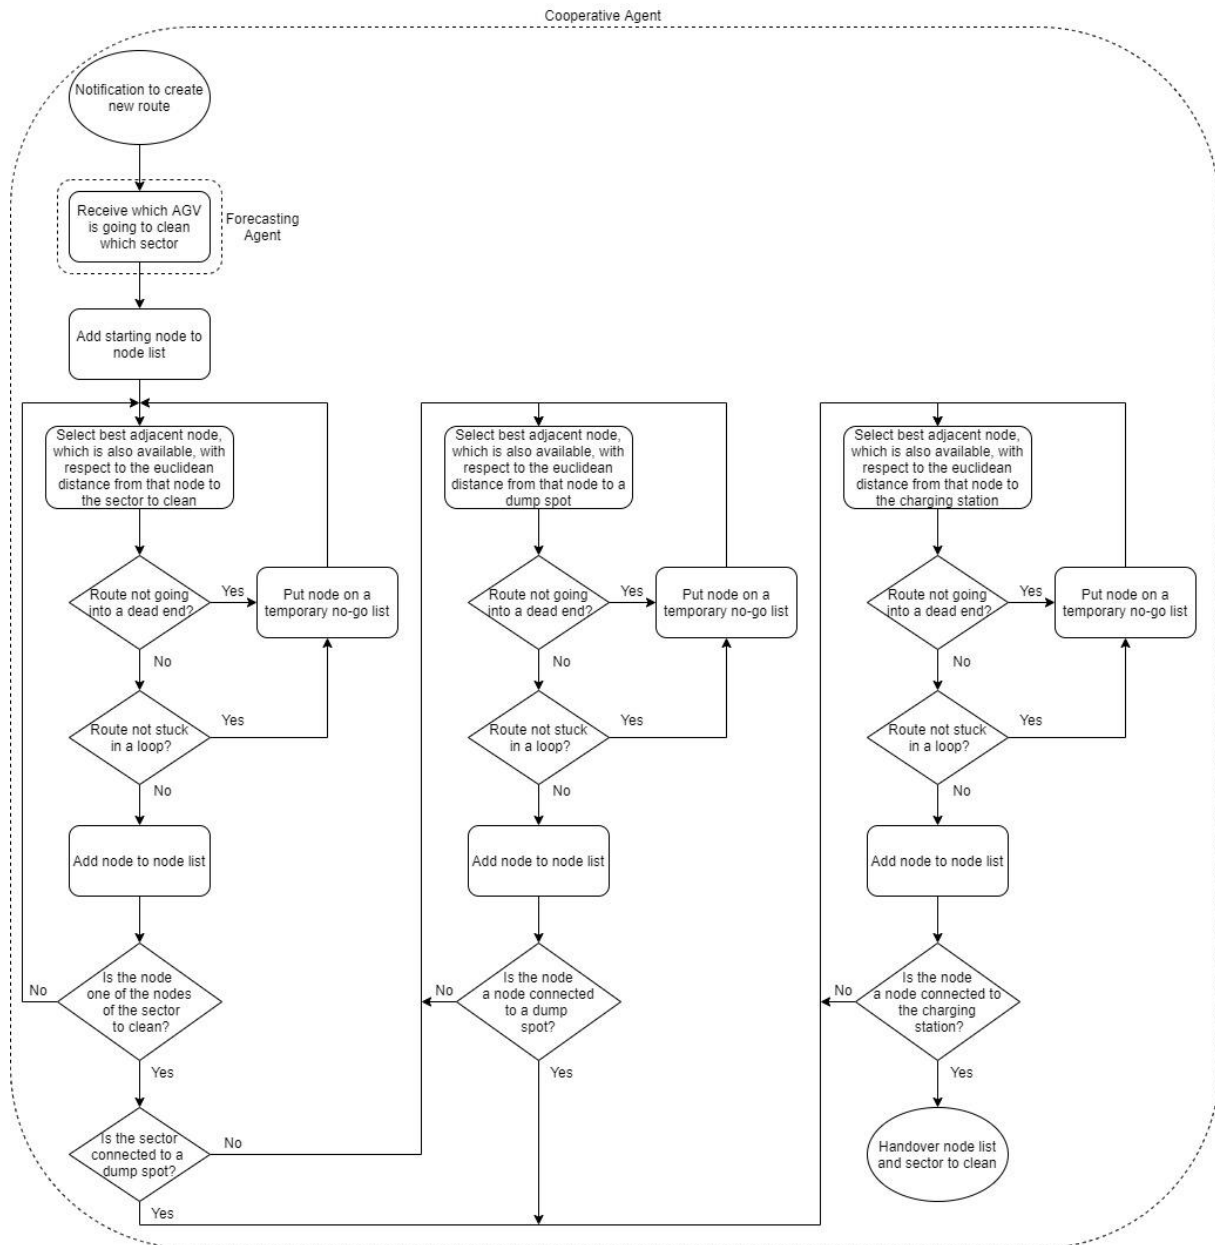 Cooperative Agent
Notification to create
new route
Receive which AGV
is going to clean
which sector
Forecasting
Agent
Add starting node to
node list
Select best adjacent node,
which is also available, with
respect to the euclidean
distance from that node to
the sector to clean
Route not going
into a dead end?
Yes
Put node on a
temporary no-go list
No
Route not stuck
in a loop?
Yes
No
Add node to node list
Is the node
one of the nodes
of the sector
to clean?
No
Yes
Is the sector
connected to a
dump spot?
No
Yes
Select best adjacent node,
which is also available, with
respect to the euclidean
distance from that node to a
dump spot
Route not going
into a dead end?
Yes
Put node on a
temporary no-go list
No
Route not stuck
in a loop?
Yes
No
Add node to node list
Is the node
a node connected
to a dump
spot?
No
Yes
Select best adjacent node,
which is also available, with
respect to the euclidean
distance from that node to
the charging station
Route not going
into a dead end?
Yes
Put node on a
temporary no-go list
No
Route not stuck
in a loop?
Yes
No
Add node to node list
Is the node
a node connected to
the charging
station?
No
Yes
Handover node list
and sector to clean